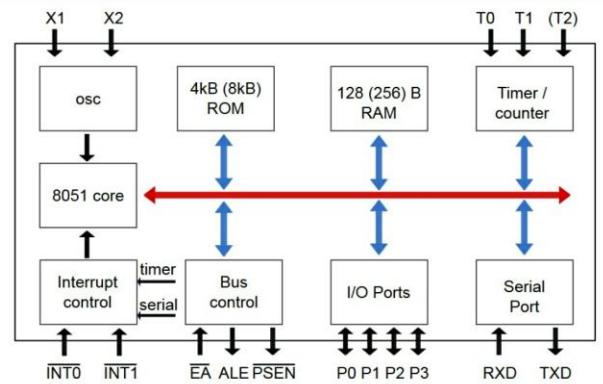 X1 X2 T0 T1 (T2)
osc
4kB (8kB)
ROM
128 (256) B
RAM
Timer /
counter
8051 core
Interrupt
control
timer
serial
Bus
control
I/O Ports
Serial
Port
INT0 INT1 EA ALE PSEN P0 P1 P2 P3 RXD TXD